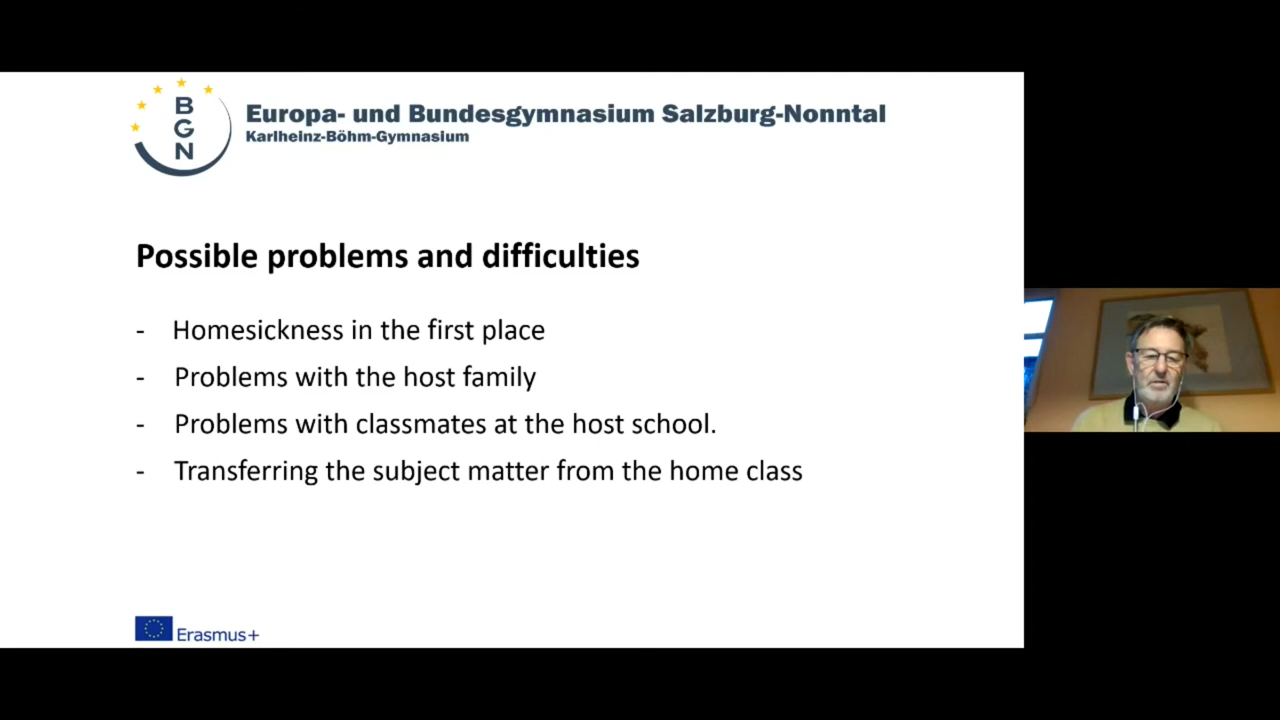 B
G
N
Europa- und Bundesgymnasium Salzburg-Nonntal
Karlheinz-Böhm-Gymnasium
Possible problems and difficulties
- Homesickness in the first place
- Problems with the host family
- Problems with classmates at the host school.
- Transferring the subject matter from the home class
Erasmus+